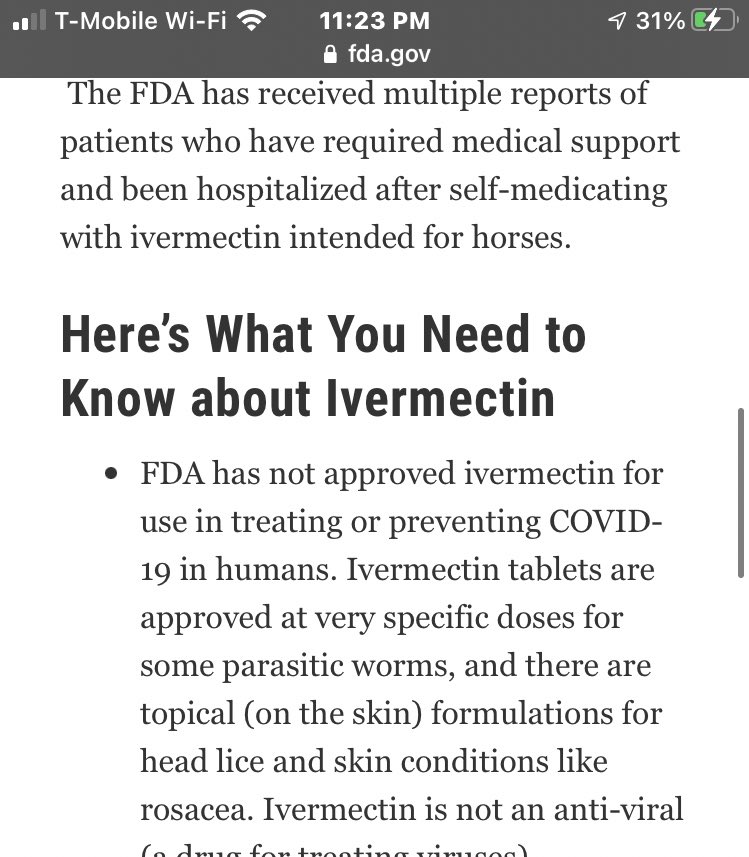 T-Mobile Wi-Fi 11:23 PM 31%
fda.gov
The FDA has received multiple reports of
patients who have required medical support
and been hospitalized after self-medicating
with ivermectin intended for horses.
Here’s What You Need to
Know about Ivermectin
• FDA has not approved ivermectin for
use in treating or preventing COVID-
19 in humans. Ivermectin tablets are
approved at very specific doses for
some parasitic worms, and there are
topical (on the skin) formulations for
head lice and skin conditions like
rosacea. Ivermectin is not an anti-viral
(a drug for treating viruses)